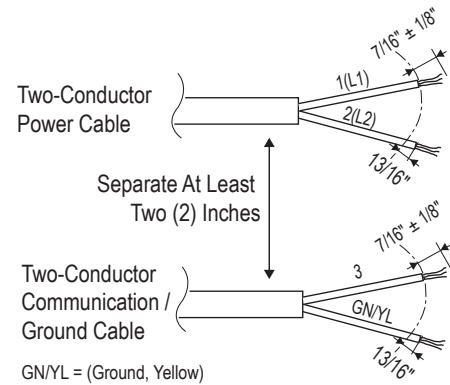 7/16" ± 1/8"
1(L1)
Two-Conductor
Power Cable
2(L2)
13/16"
Separate At Least
Two (2) Inches
7/16" ± 1/8"
Two-Conductor
Communication /
Ground Cable
3
GN/YL
13/16"
GN/YL = (Ground, Yellow)